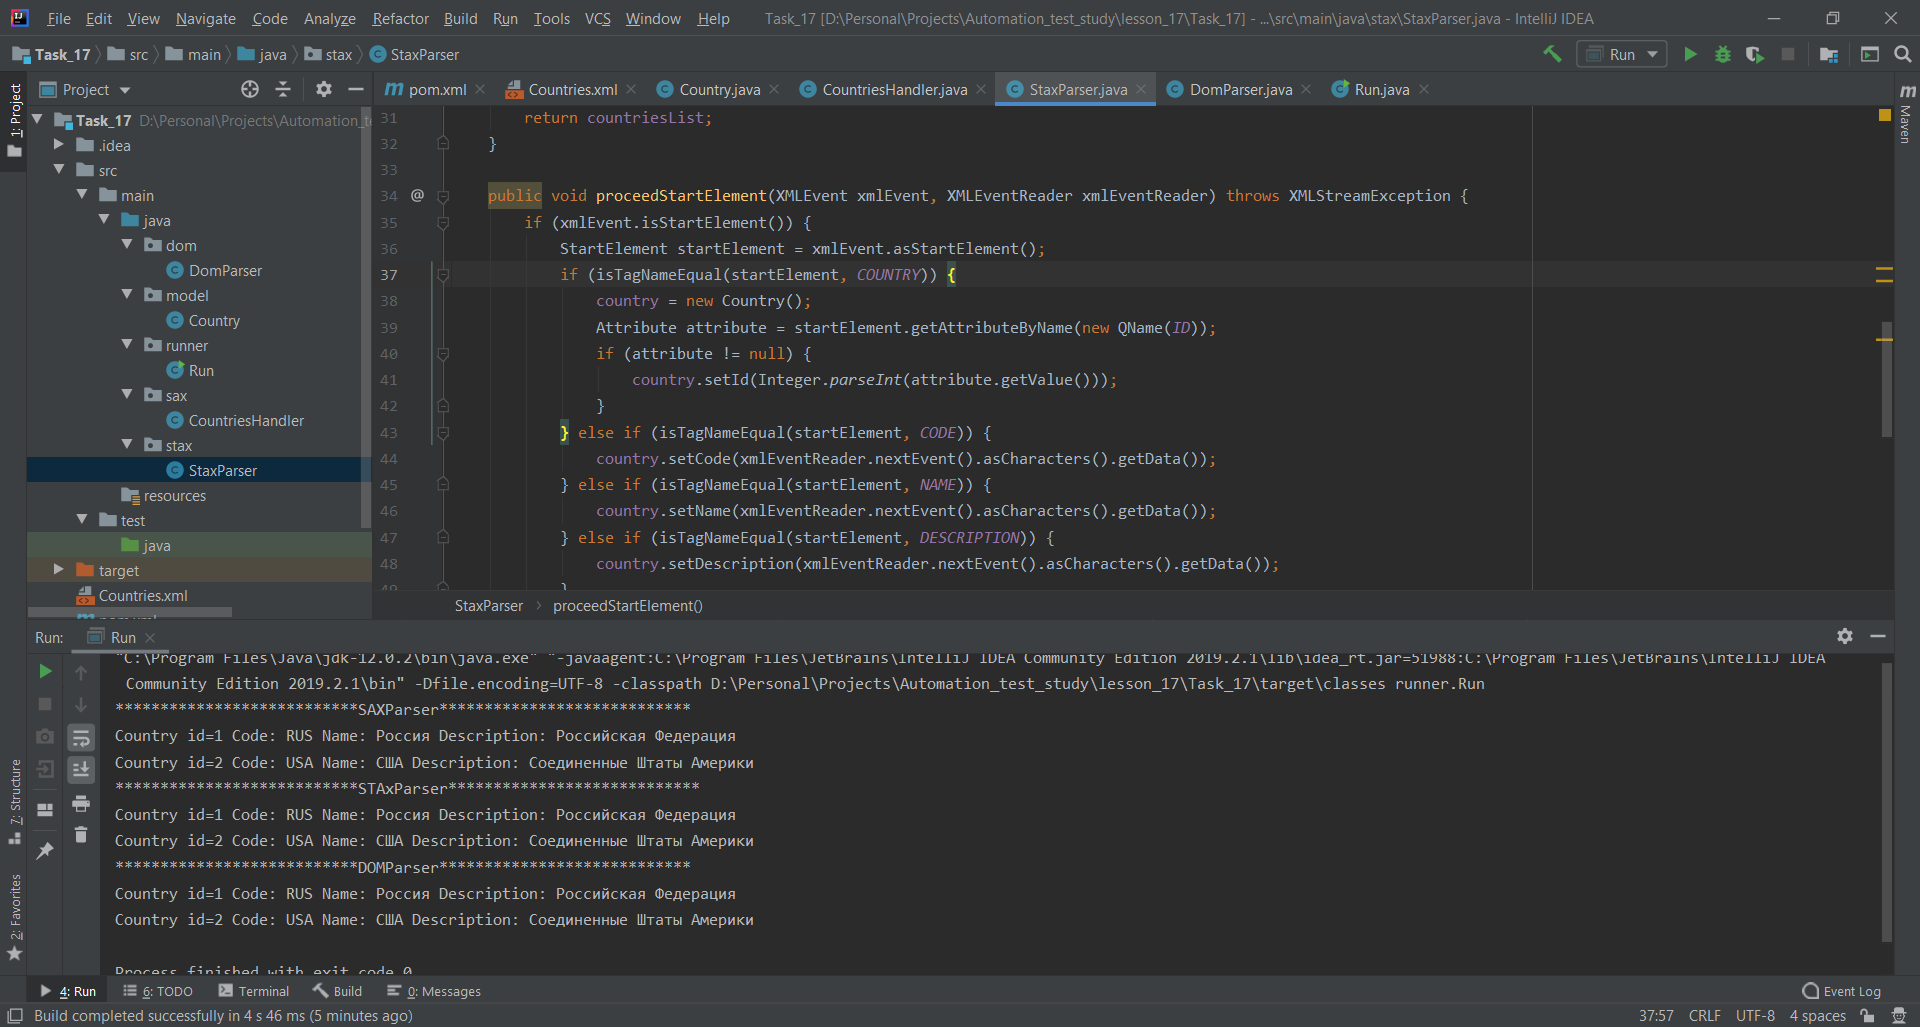 File Edit View Navigate Code Analyze Refactor Build Run Tools VCS Window Help Task_17 [D:\Personal\Projects\Automation_test_study\lesson_17\Task_17] - ...\src\main\java\stax\StaxParser.java - IntelliJ IDEA
Task_17 src main java stax StaxParser Run
1: Project
7: Structure
2: Favorites
Project
Task_17 D:\Personal\Projects\Automation_t
.idea
src
main
java
dom
DomParser
model
Country
runner
Run
sax
CountriesHandler
stax
StaxParser
resources
test
java
target
Countries.xml
pom.xml
pom.xml Countries.xml Country.java CountriesHandler.java StaxParser.java DomParser.java Run.java
Maven
31 return countriesList;
32 }
33
34 @ public void proceedStartElement(XMLEvent xmlEvent, XMLEventReader xmlEventReader) throws XMLStreamException {
35 if (xmlEvent.isStartElement()) {
36 StartElement startElement = xmlEvent.asStartElement();
37 if (isTagNameEqual(startElement, COUNTRY)) {
38 country = new Country();
39 Attribute attribute = startElement.getAttributeByName(new QName(ID));
40 if (attribute != null) {
41 country.setId(Integer.parseInt(attribute.getValue()));
42 }
43 } else if (isTagNameEqual(startElement, CODE)) {
44 country.setCode(xmlEventReader.nextEvent().asCharacters().getData());
45 } else if (isTagNameEqual(startElement, NAME)) {
46 country.setName(xmlEventReader.nextEvent().asCharacters().getData());
47 } else if (isTagNameEqual(startElement, DESCRIPTION)) {
48 country.setDescription(xmlEventReader.nextEvent().asCharacters().getData());
49 }
StaxParser › proceedStartElement()
Run: Run
"C:\Program Files\Java\jdk-12.0.2\bin\java.exe" "-javaagent:C:\Program Files\JetBrains\IntelliJ IDEA Community Edition 2019.2.1\lib\idea_rt.jar=51988:C:\Program Files\JetBrains\IntelliJ IDEA
Community Edition 2019.2.1\bin" -Dfile.encoding=UTF-8 -classpath D:\Personal\Projects\Automation_test_study\lesson_17\Task_17\target\classes runner.Run
***************************SAXParser****************************
Country id=1 Code: RUS Name: Россия Description: Российская Федерация
Country id=2 Code: USA Name: США Description: Соединенные Штаты Америки
***************************STAxParser****************************
Country id=1 Code: RUS Name: Россия Description: Российская Федерация
Country id=2 Code: USA Name: США Description: Соединенные Штаты Америки
***************************DOMParser****************************
Country id=1 Code: RUS Name: Россия Description: Российская Федерация
Country id=2 Code: USA Name: США Description: Соединенные Штаты Америки
Process finished with exit code 0
4: Run 6: TODO Terminal Build 0: Messages Event Log
Build completed successfully in 4 s 46 ms (5 minutes ago) 37:57 CRLF UTF-8 4 spaces